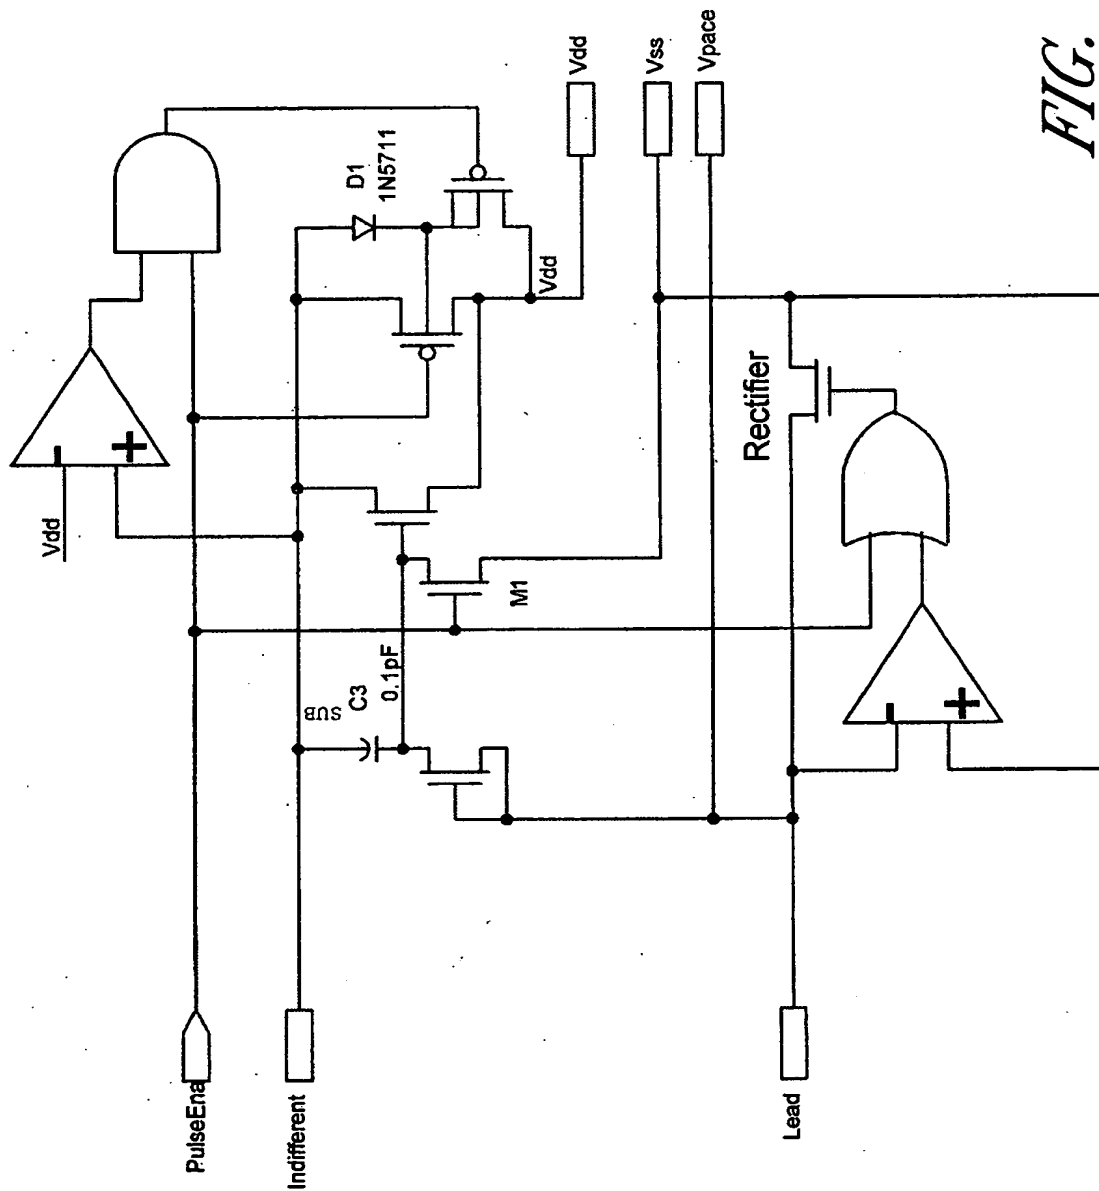 PulseEna
Indifferent
Lead
Vdd
-
+
SUB
C3
0.1pF
M1
D1
1N5711
Vdd
Rectifier
-
+
Vdd
Vss
Vpace
FIG.